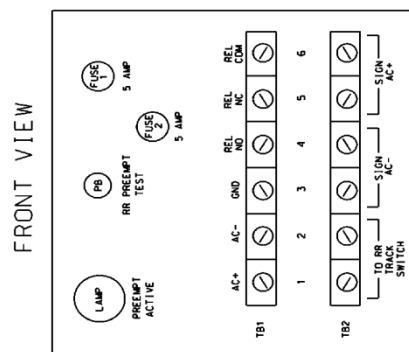 FRONT VIEW
FUSE
1
5 AMP
FUSE
2
5 AMP
PB
RR PREEMPT
TEST
LAMP
PREEMPT
ACTIVE
TB1
AC+
AC-
GND
REL
NO
REL
NC
REL
COM
1
2
3
4
5
6
TB2
TO RR
TRACK
SWITCH
SIGN
AC-
SIGN
AC+